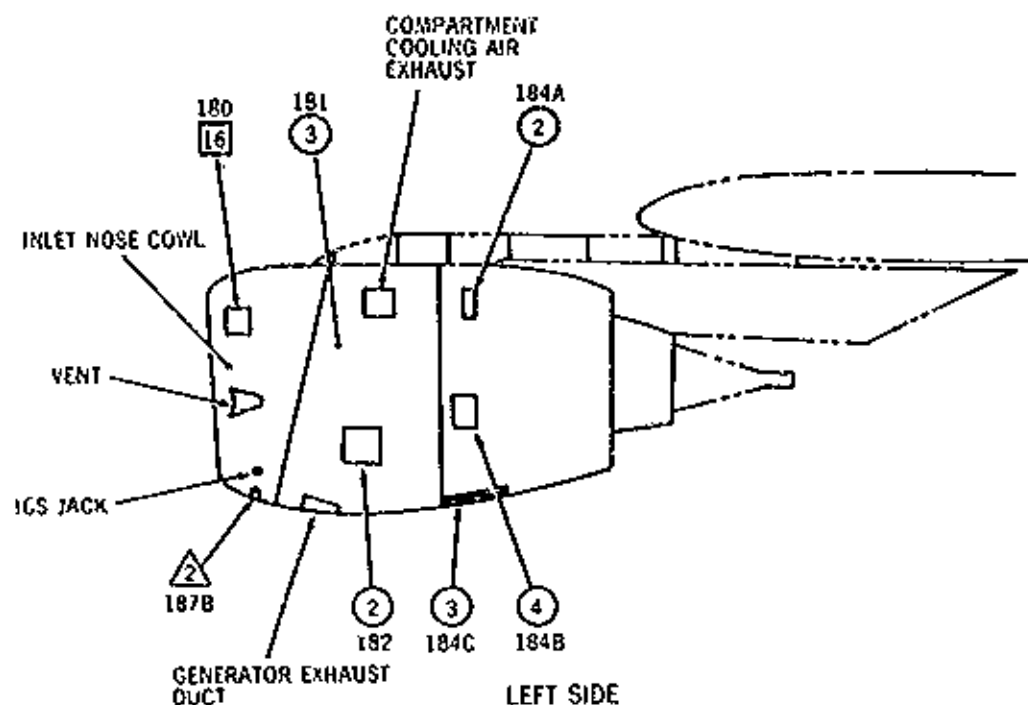 COMPARTMENT
COOLING AIR
EXHAUST
180
16
181
3
184A
2
INLET NOSE COWL
VENT
IGS JACK
2
187B
2
182
3
184C
4
184B
GENERATOR EXHAUST
DUCT
LEFT SIDE